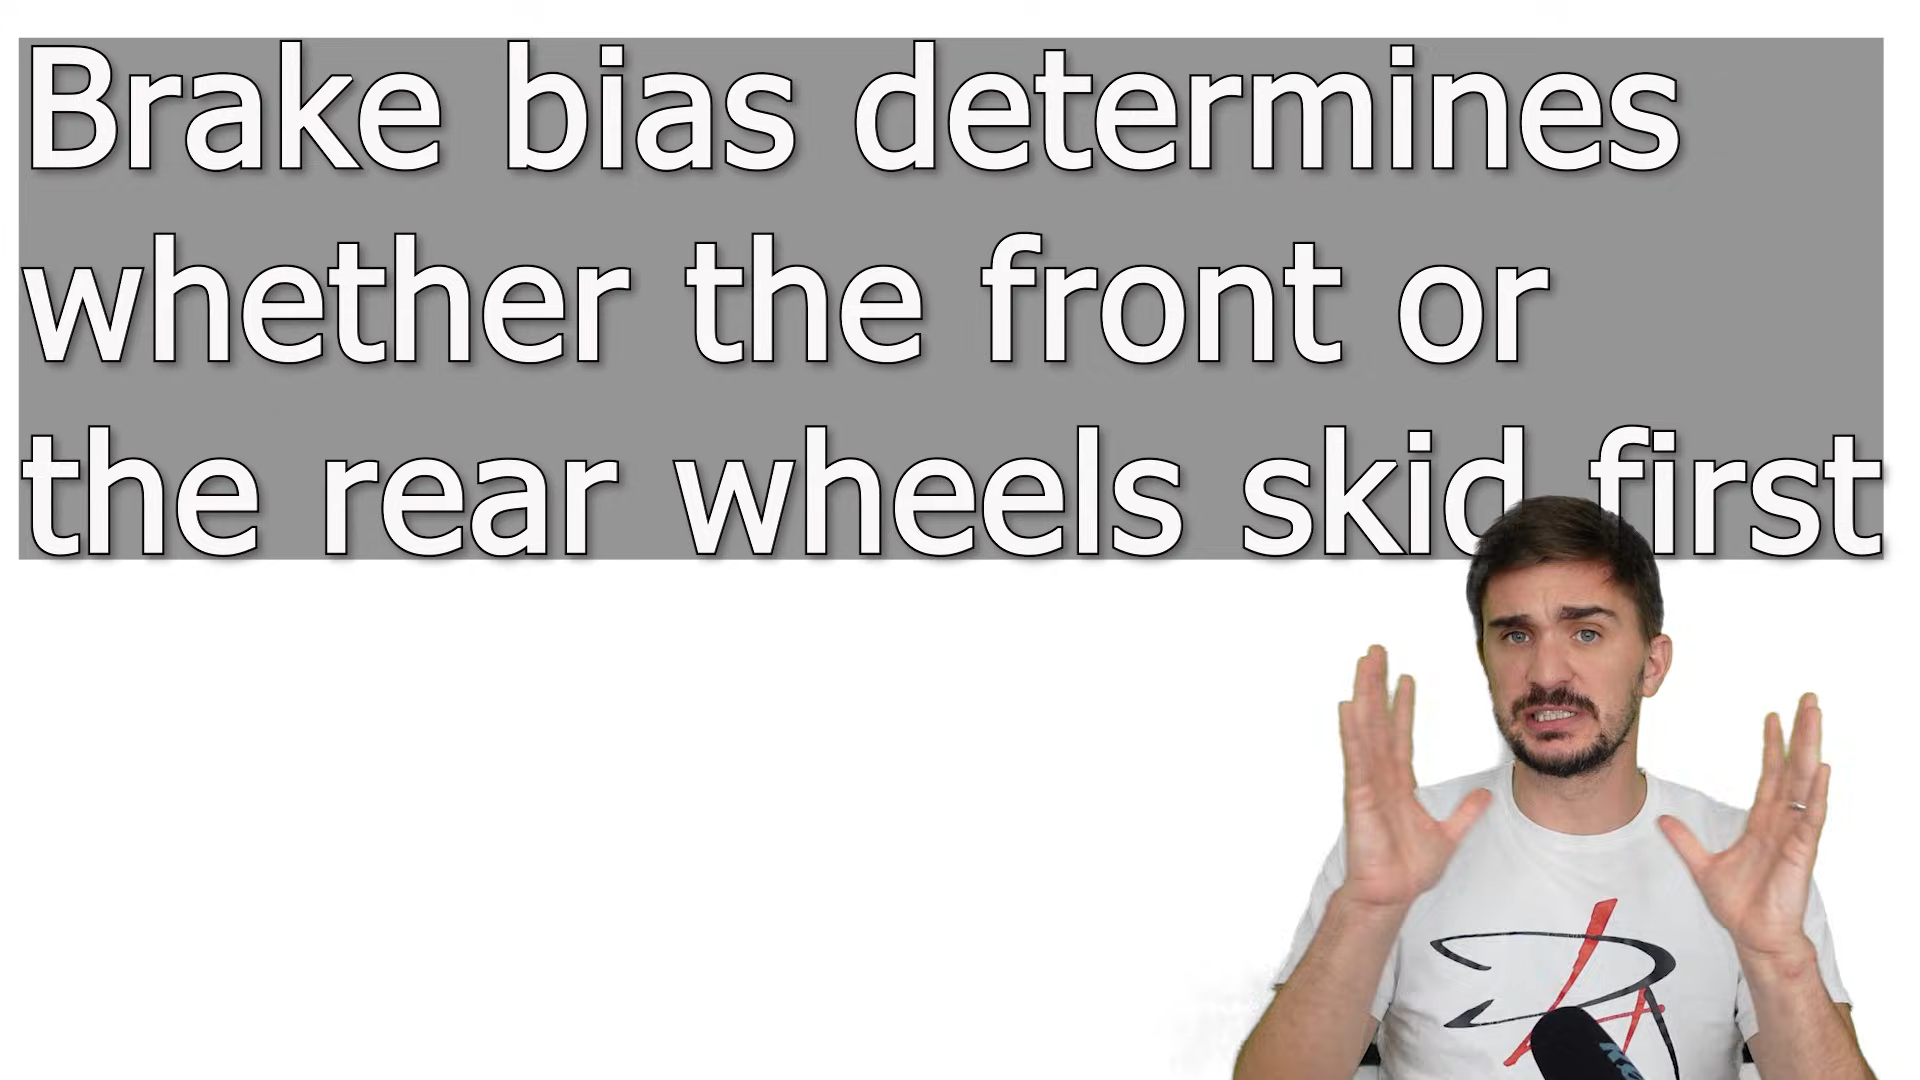 Brake bias determines
whether the front or
the rear wheels skid first